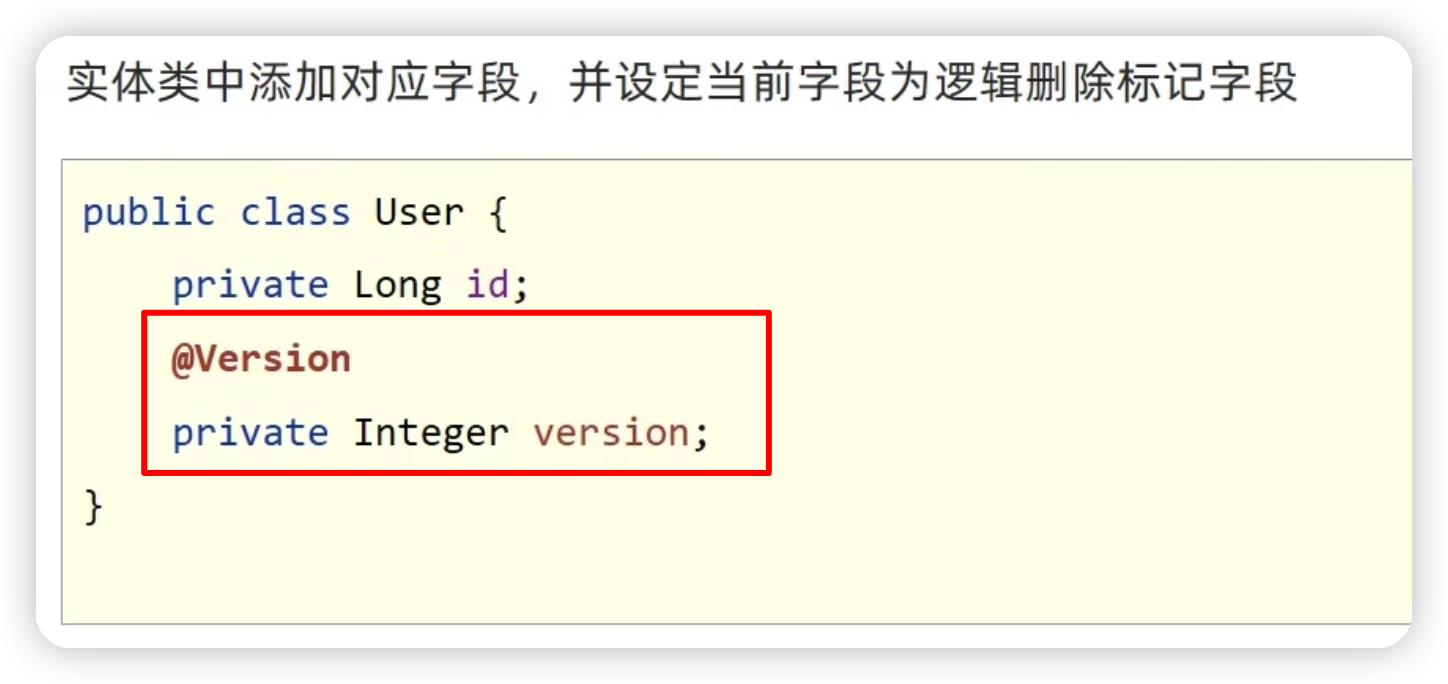 实体类中添加对应字段，并设定当前字段为逻辑删除标记字段
public class User {
    private Long id;
    @Version
    private Integer version;
}